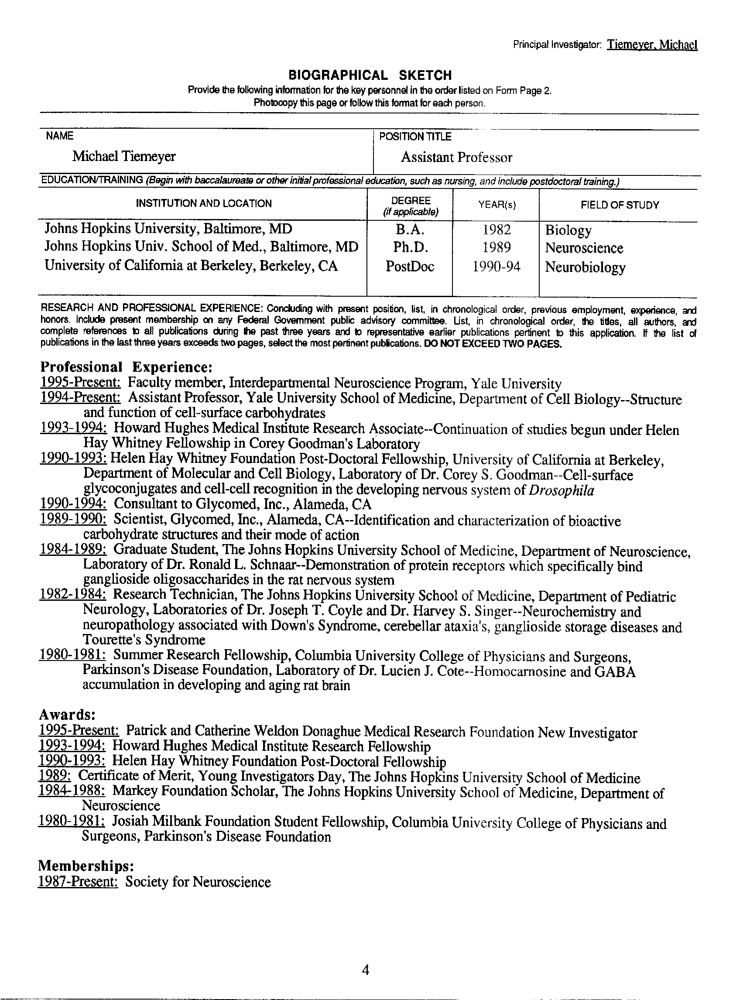 Principal Investigator: Tiemeyer, Michael
BIOGRAPHICAL SKETCH
Provide the following information for the key personnel in the order listed on Form Page 2.
Photocopy this page or follow this format for each person.
NAME POSITION TITLE
Michael Tiemeyer Assistant Professor
EDUCATION/TRAINING (Begin with baccalaureate or other initial professional education, such as nursing, and include postdoctoral training.)
INSTITUTION AND LOCATION DEGREE (if applicable) YEAR(s) FIELD OF STUDY
Johns Hopkins University, Baltimore, MD B.A. 1982 Biology
Johns Hopkins Univ. School of Med., Baltimore, MD Ph.D. 1989 Neuroscience
University of California at Berkeley, Berkeley, CA PostDoc 1990-94 Neurobiology
RESEARCH AND PROFESSIONAL EXPERIENCE: Concluding with present position, list, in chronological order, previous employment, experience, and
honors. Include present membership on any Federal Government public advisory committee. List, in chronological order, the titles, all authors, and
complete references to all publications during the past three years and to representative earlier publications pertinent to this application. If the list of
publications in the last three years exceeds two pages, select the most pertinent publications. DO NOT EXCEED TWO PAGES.
Professional Experience:
1995-Present: Faculty member, Interdepartmental Neuroscience Program, Yale University
1994-Present: Assistant Professor, Yale University School of Medicine, Department of Cell Biology--Structure
and function of cell-surface carbohydrates
1993-1994: Howard Hughes Medical Institute Research Associate--Continuation of studies begun under Helen
Hay Whitney Fellowship in Corey Goodman's Laboratory
1990-1993: Helen Hay Whitney Foundation Post-Doctoral Fellowship, University of California at Berkeley,
Department of Molecular and Cell Biology, Laboratory of Dr. Corey S. Goodman--Cell-surface
glycoconjugates and cell-cell recognition in the developing nervous system of Drosophila
1990-1994: Consultant to Glycomed, Inc., Alameda, CA
1989-1990: Scientist, Glycomed, Inc., Alameda, CA--Identification and characterization of bioactive
carbohydrate structures and their mode of action
1984-1989: Graduate Student, The Johns Hopkins University School of Medicine, Department of Neuroscience,
Laboratory of Dr. Ronald L. Schnaar--Demonstration of protein receptors which specifically bind
ganglioside oligosaccharides in the rat nervous system
1982-1984: Research Technician, The Johns Hopkins University School of Medicine, Department of Pediatric
Neurology, Laboratories of Dr. Joseph T. Coyle and Dr. Harvey S. Singer--Neurochemistry and
neuropathology associated with Down's Syndrome, cerebellar ataxia's, ganglioside storage diseases and
Tourette's Syndrome
1980-1981: Summer Research Fellowship, Columbia University College of Physicians and Surgeons,
Parkinson's Disease Foundation, Laboratory of Dr. Lucien J. Cote--Homocarnosine and GABA
accumulation in developing and aging rat brain
Awards:
1995-Present: Patrick and Catherine Weldon Donaghue Medical Research Foundation New Investigator
1993-1994: Howard Hughes Medical Institute Research Fellowship
1990-1993: Helen Hay Whitney Foundation Post-Doctoral Fellowship
1989: Certificate of Merit, Young Investigators Day, The Johns Hopkins University School of Medicine
1984-1988: Markey Foundation Scholar, The Johns Hopkins University School of Medicine, Department of
Neuroscience
1980-1981: Josiah Milbank Foundation Student Fellowship, Columbia University College of Physicians and
Surgeons, Parkinson's Disease Foundation
Memberships:
1987-Present: Society for Neuroscience
4